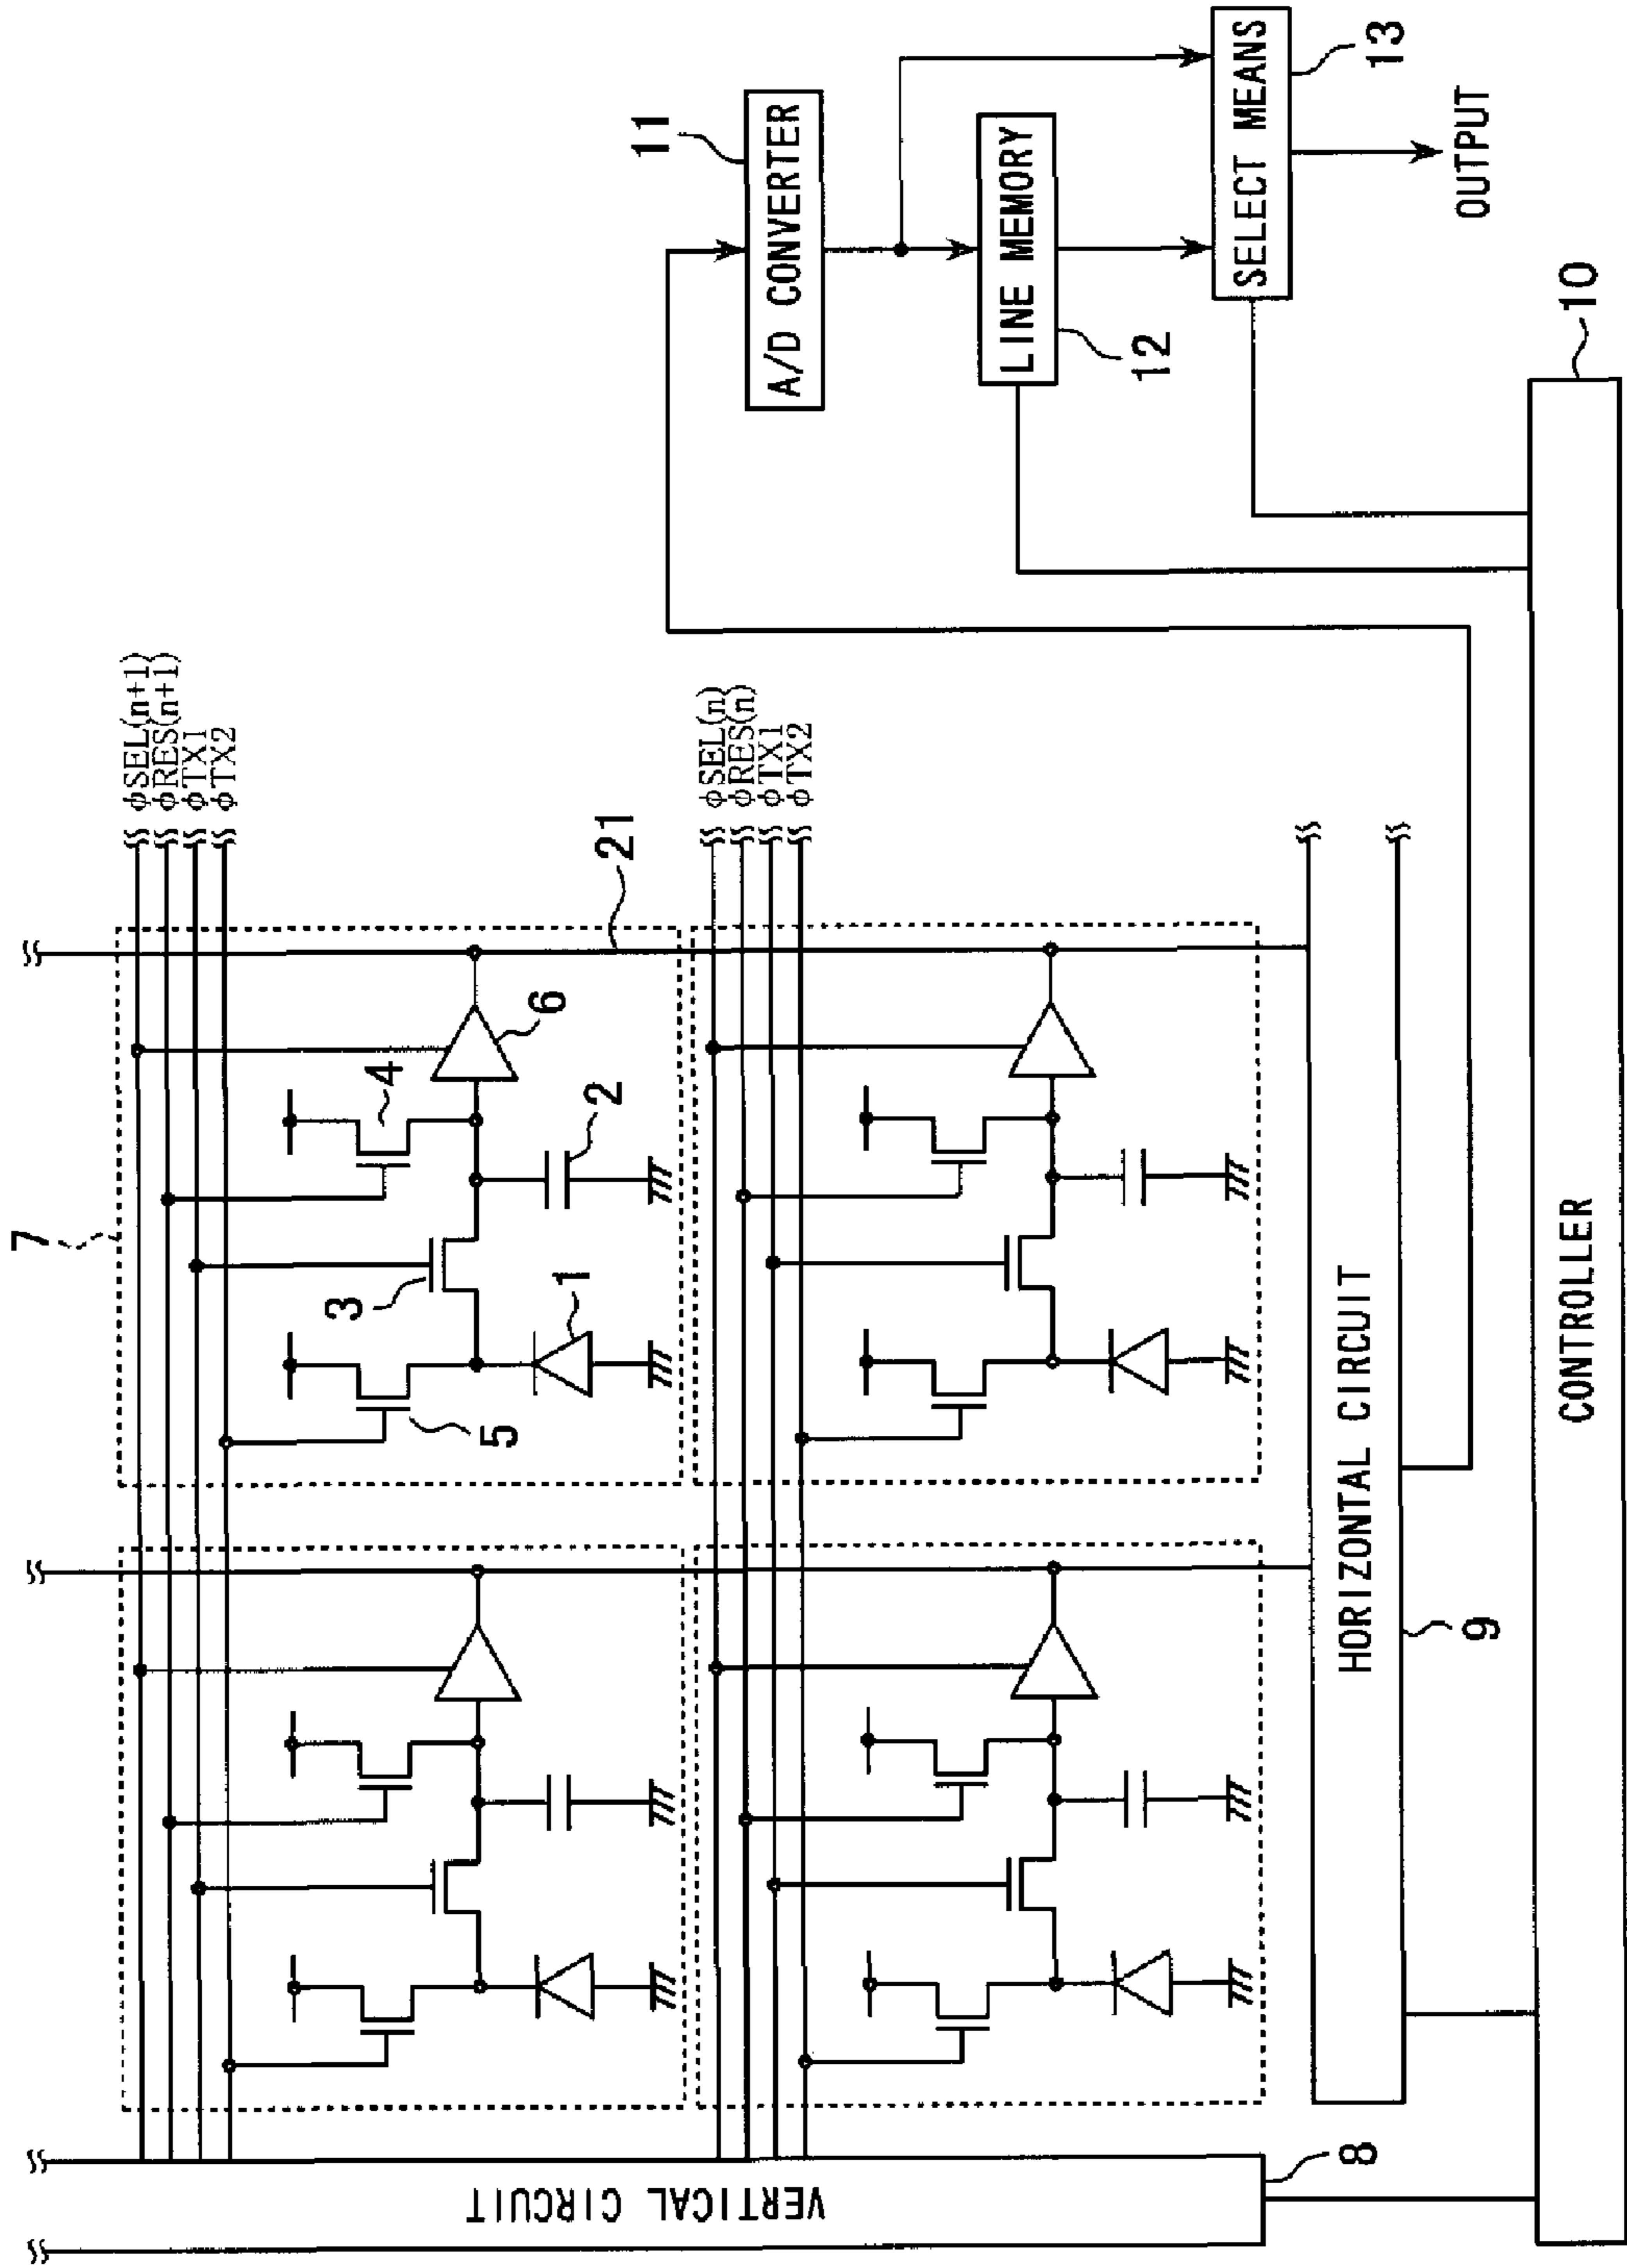 7
φSEL(n+1)
φRES(n+1)
φTX1
φTX2
4
6
3
2
5
1
21
φSEL(n)
φRES(n)
φTX1
φTX2
VERTICAL CIRCUIT
8
HORIZONTAL CIRCUIT
9
CONTROLLER
10
11
A/D CONVERTER
LINE MEMORY
12
SELECT MEANS
13
OUTPUT